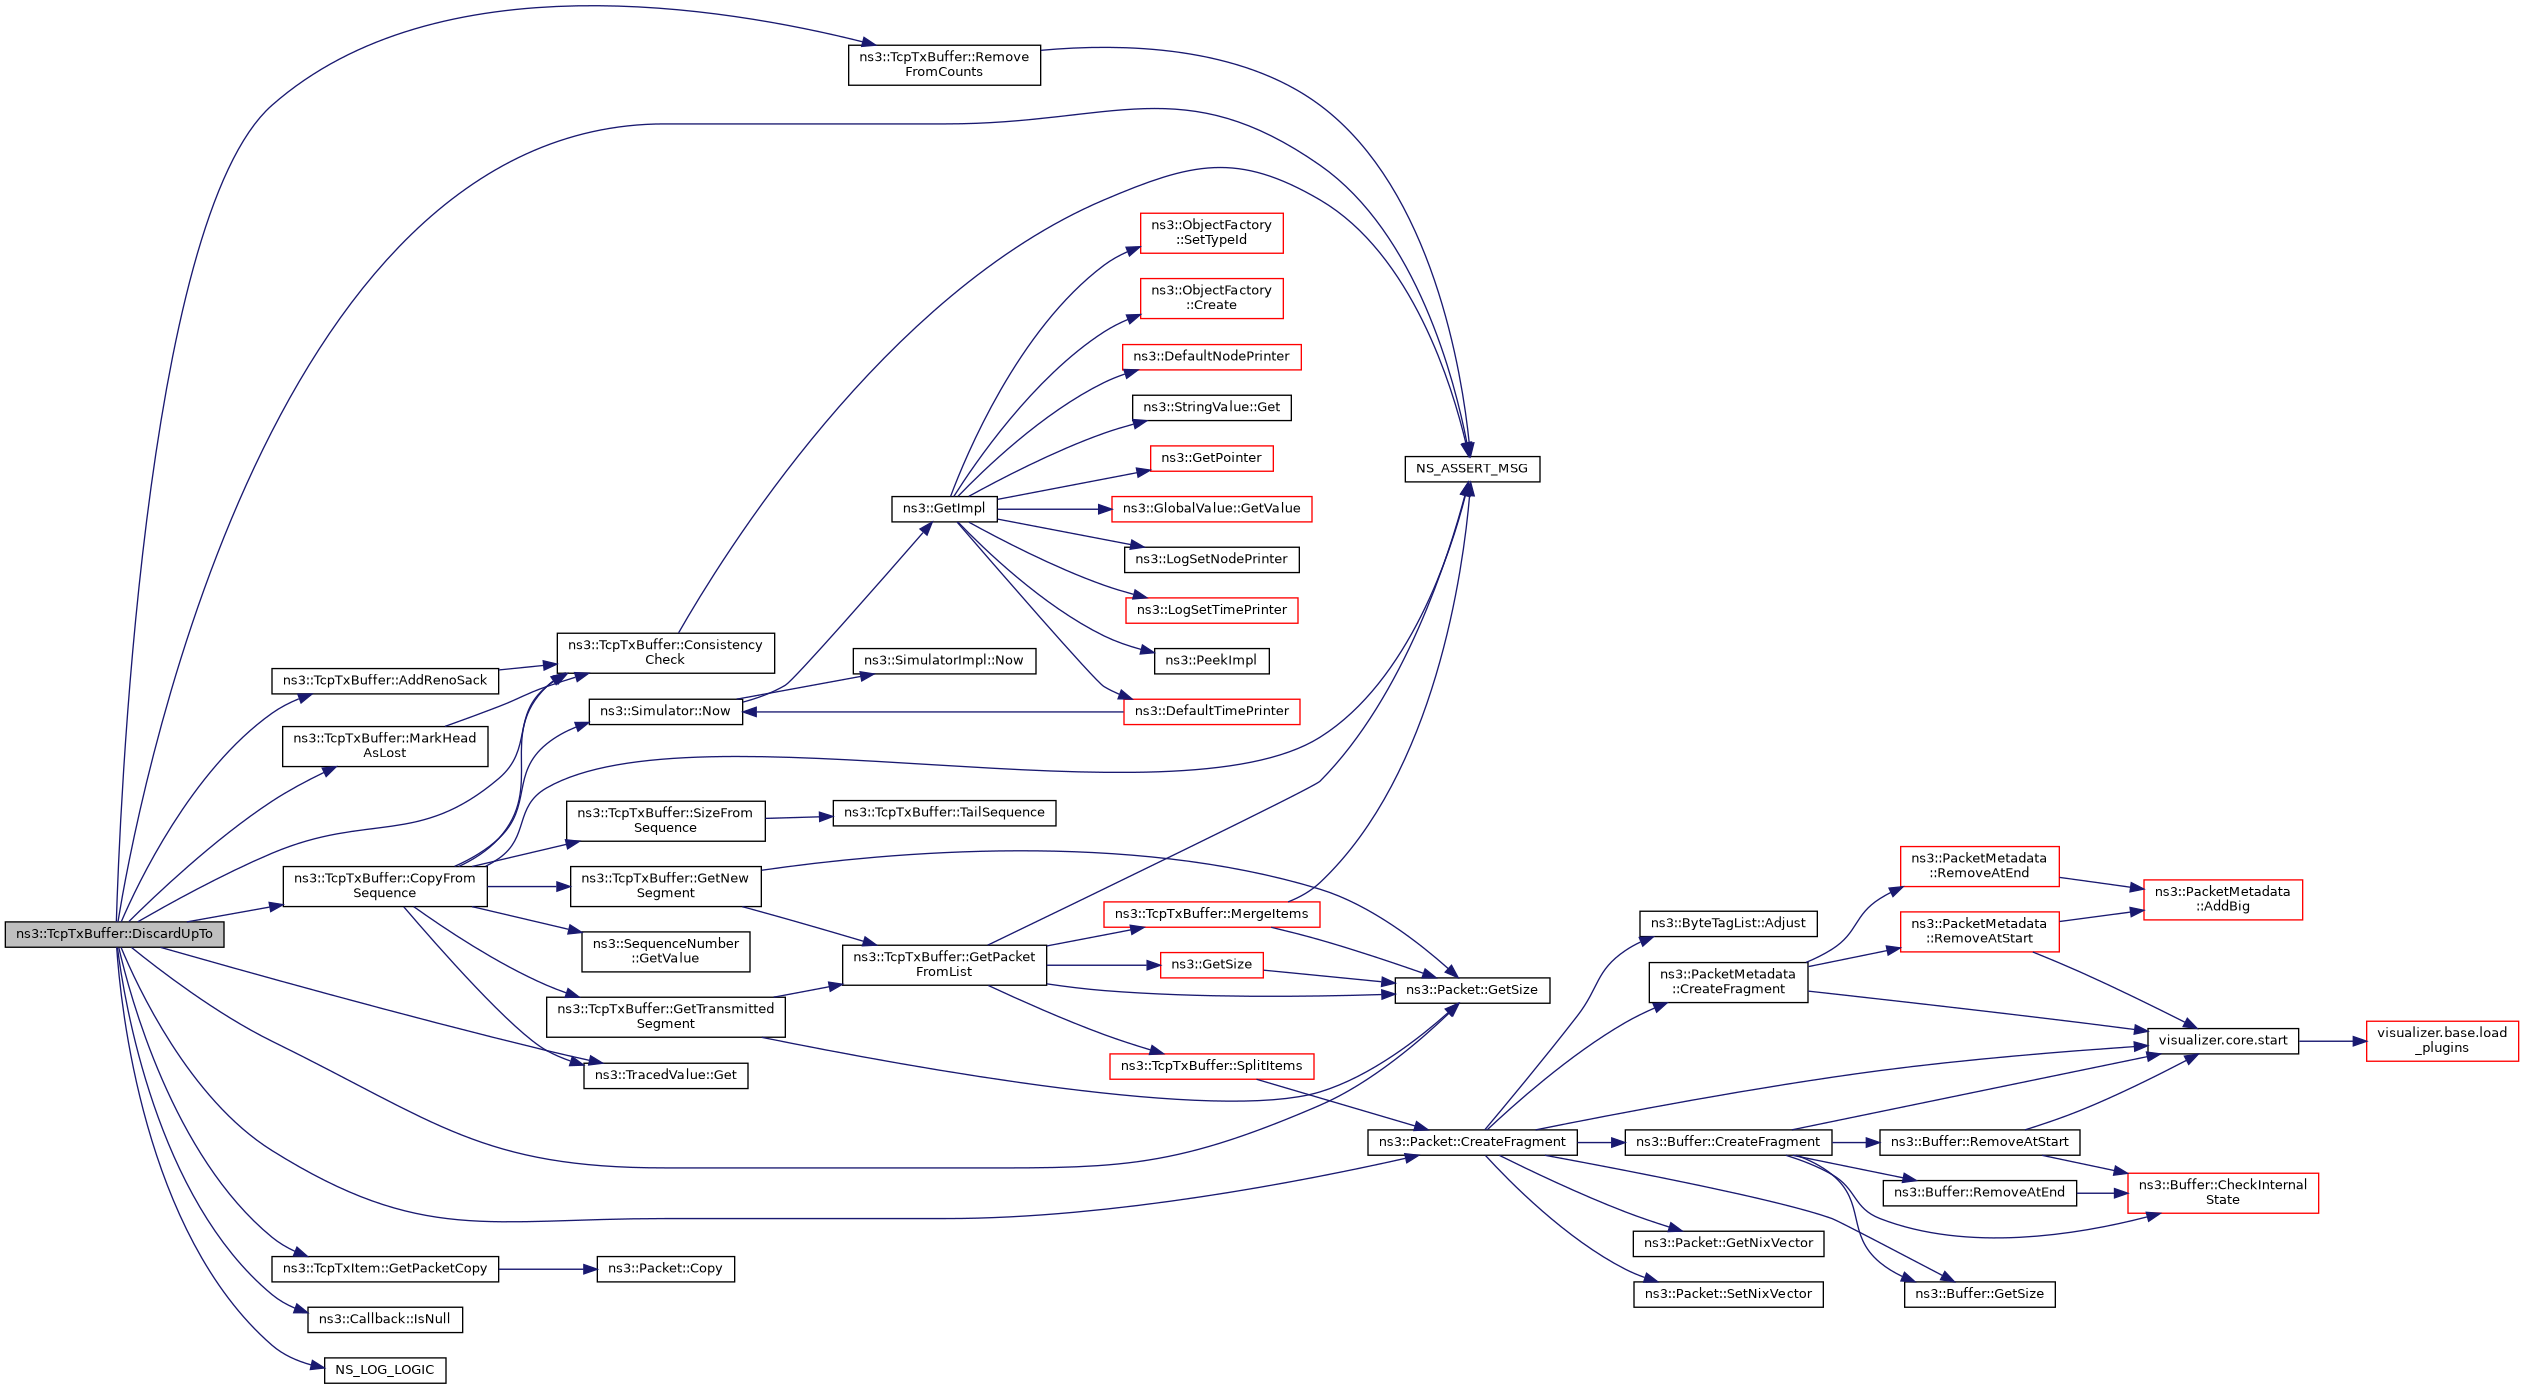 ns3::TcpTxBuffer::Remove
FromCounts
ns3::ObjectFactory
::SetTypeId
ns3::ObjectFactory
::Create
ns3::DefaultNodePrinter
ns3::StringValue::Get
ns3::GetPointer
NS_ASSERT_MSG
ns3::GetImpl
ns3::GlobalValue::GetValue
ns3::LogSetNodePrinter
ns3::LogSetTimePrinter
ns3::TcpTxBuffer::Consistency
Check
ns3::SimulatorImpl::Now
ns3::PeekImpl
ns3::TcpTxBuffer::AddRenoSack
ns3::Simulator::Now
ns3::DefaultTimePrinter
ns3::TcpTxBuffer::MarkHead
AsLost
ns3::TcpTxBuffer::SizeFrom
Sequence
ns3::TcpTxBuffer::TailSequence
ns3::TcpTxBuffer::CopyFrom
Sequence
ns3::TcpTxBuffer::GetNew
Segment
ns3::PacketMetadata
::RemoveAtEnd
ns3::PacketMetadata
::AddBig
ns3::TcpTxBuffer::MergeItems
ns3::ByteTagList::Adjust
ns3::PacketMetadata
::RemoveAtStart
ns3::TcpTxBuffer::DiscardUpTo
ns3::SequenceNumber
::GetValue
ns3::TcpTxBuffer::GetPacket
FromList
ns3::GetSize
ns3::PacketMetadata
::CreateFragment
ns3::Packet::GetSize
ns3::TcpTxBuffer::GetTransmitted
Segment
visualizer.core.start
visualizer.base.load
_plugins
ns3::TcpTxBuffer::SplitItems
ns3::TracedValue::Get
ns3::Packet::CreateFragment
ns3::Buffer::CreateFragment
ns3::Buffer::RemoveAtStart
ns3::Buffer::RemoveAtEnd
ns3::Buffer::CheckInternal
State
ns3::Packet::GetNixVector
ns3::TcpTxItem::GetPacketCopy
ns3::Packet::Copy
ns3::Packet::SetNixVector
ns3::Buffer::GetSize
ns3::Callback::IsNull
NS_LOG_LOGIC